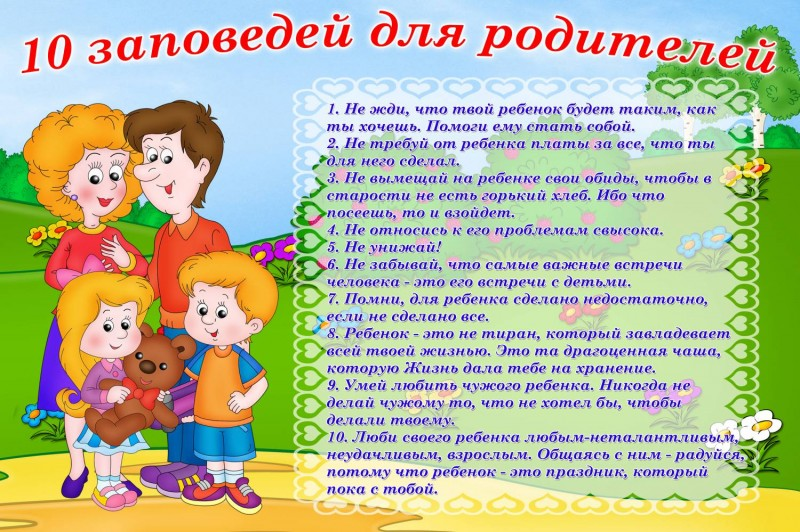 10 заповедей для родителей
1. Не жди, что твой ребенок будет таким, как
ты хочешь. Помоги ему стать собой.
2. Не требуй от ребенка платы за все, что ты
для него сделал.
3. Не вымещай на ребенке свои обиды, чтобы в
старости не есть горький хлеб. Ибо что
посеешь, то и взойдет.
4. Не относись к его проблемам свысока.
5. Не унижай!
6. Не забывай, что самые важные встречи
человека - это его встречи с детьми.
7. Помни, для ребенка сделано недостаточно,
если не сделано все.
8. Ребенок - это не тиран, который завладевает
всей твоей жизнью. Это та драгоценная чаша,
которую Жизнь дала тебе на хранение.
9. Умей любить чужого ребенка. Никогда не
делай чужому то, что не хотел бы, чтобы
делали твоему.
10. Люби своего ребенка любым-неталантливым,
неудачливым, взрослым. Общаясь с ним - радуйся,
потому что ребенок - это праздник, который
пока с тобой.